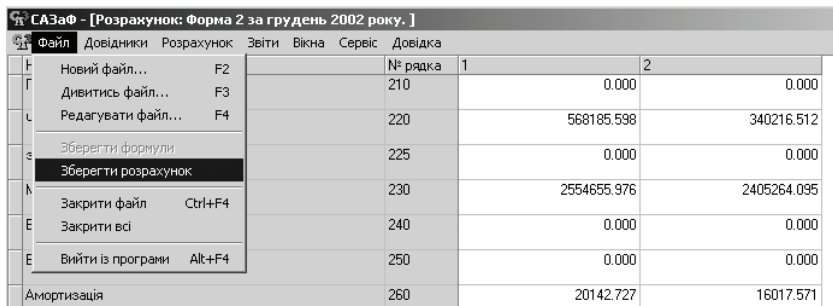 САЗаФ - [Розрахунок: Форма 2 за грудень 2002 року. ]
Файл Довідники Розрахунок Звіти Вікна Сервіс Довідка
№ рядка 1 2
Новий файл... F2
210 0.000 0.000
Дивитись файл... F3
Редагувати файл... F4
220 568185.598 340216.512
Зберегти формули
225 0.000 0.000
Зберегти розрахунок
230 2554655.976 2405264.095
Закрити файл Ctrl+F4
Закрити всі
240 0.000 0.000
Вийти із програми Alt+F4
250 0.000 0.000
Амортизація 260 20142.727 16017.571